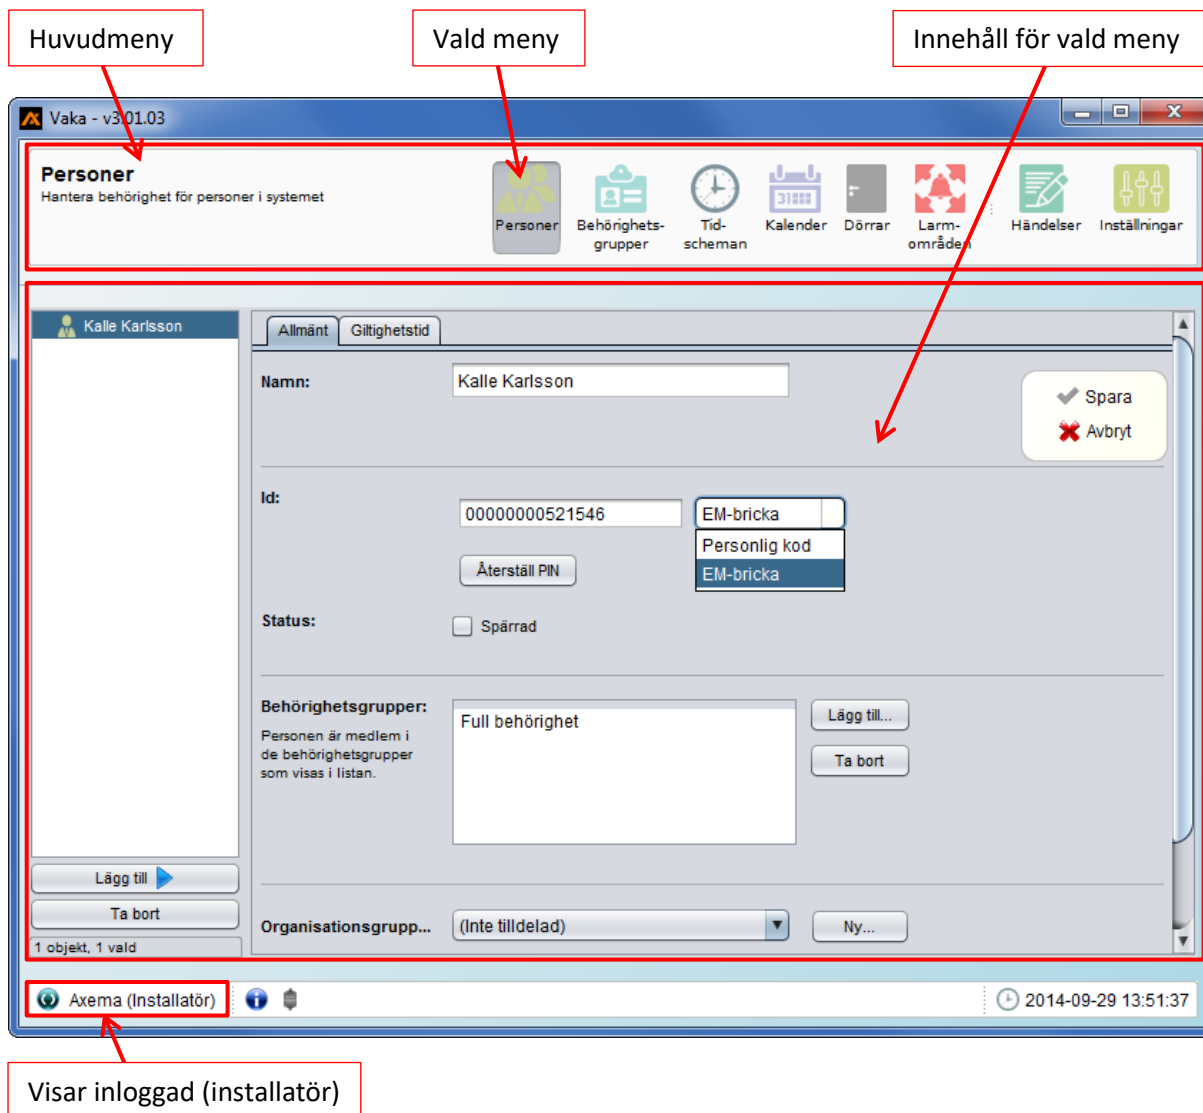 Huvudmeny
Vald meny
Innehåll för vald meny
Vaka - v3.01.03
Personer
Hantera behörighet för personer i systemet
Personer
Behörighets-
grupper
Tid-
scheman
Kalender
Dörrar
Larm-
områden
Händelser
Inställningar
31
Kalle Karlsson
Allmänt
Giltighetstid
Namn:
Kalle Karlsson
Spara
Avbryt
Id:
00000000521546
EM-bricka
Personlig kod
EM-bricka
Återställ PIN
Status:
Spärrad
Behörighetsgrupper:
Personen är medlem i
de behörighetsgrupper
som visas i listan.
Full behörighet
Lägg till...
Ta bort
Lägg till
Ta bort
1 objekt, 1 vald
Organisationsgrupp...
(Inte tilldelad)
Ny...
Axema (Installatör)
2014-09-29 13:51:37
Visar inloggad (installatör)